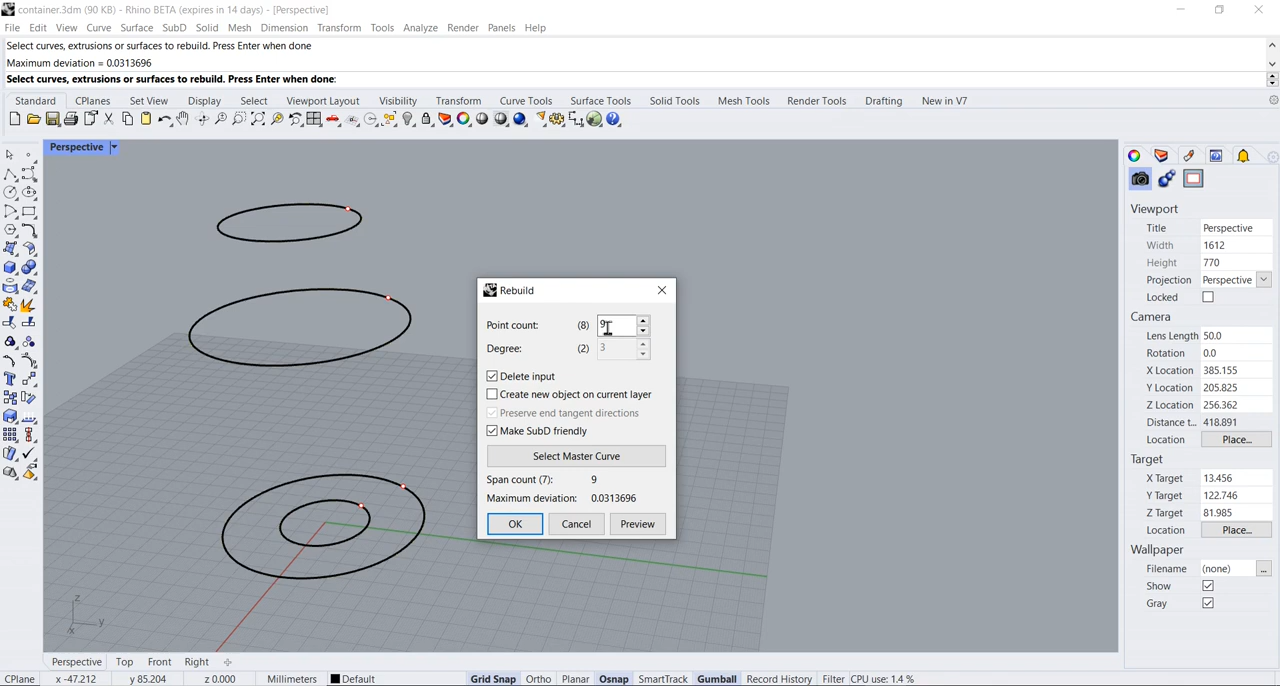 container.3dm (90 KB) - Rhino BETA (expires in 14 days) - [Perspective]
File Edit View Curve Surface SubD Solid Mesh Dimension Transform Tools Analyze Render Panels Help
Select curves, extrusions or surfaces to rebuild. Press Enter when done
Maximum deviation = 0.0313696
Select curves, extrusions or surfaces to rebuild. Press Enter when done:
Standard CPlanes Set View Display Select Viewport Layout Visibility Transform Curve Tools Surface Tools Solid Tools Mesh Tools Render Tools Drafting New in V7
Perspective
Rebuild
Point count: (8) 9
Degree: (2) 3
Delete input
Create new object on current layer
Preserve end tangent directions
Make SubD friendly
Select Master Curve
Span count (7): 9
Maximum deviation: 0.0313696
OK Cancel Preview
z
y
x
Viewport
Title Perspective
Width 1612
Height 770
Projection Perspective
Locked
Camera
Lens Length 50.0
Rotation 0.0
X Location 385.155
Y Location 205.825
Z Location 256.362
Distance t... 418.891
Location Place...
Target
X Target 13.456
Y Target 122.746
Z Target 81.985
Location Place...
Wallpaper
Filename (none) ...
Show
Gray
Perspective Top Front Right
CPlane x -47.212 y 85.204 z 0.000 Millimeters Default Grid Snap Ortho Planar Osnap SmartTrack Gumball Record History Filter CPU use: 1.4 %